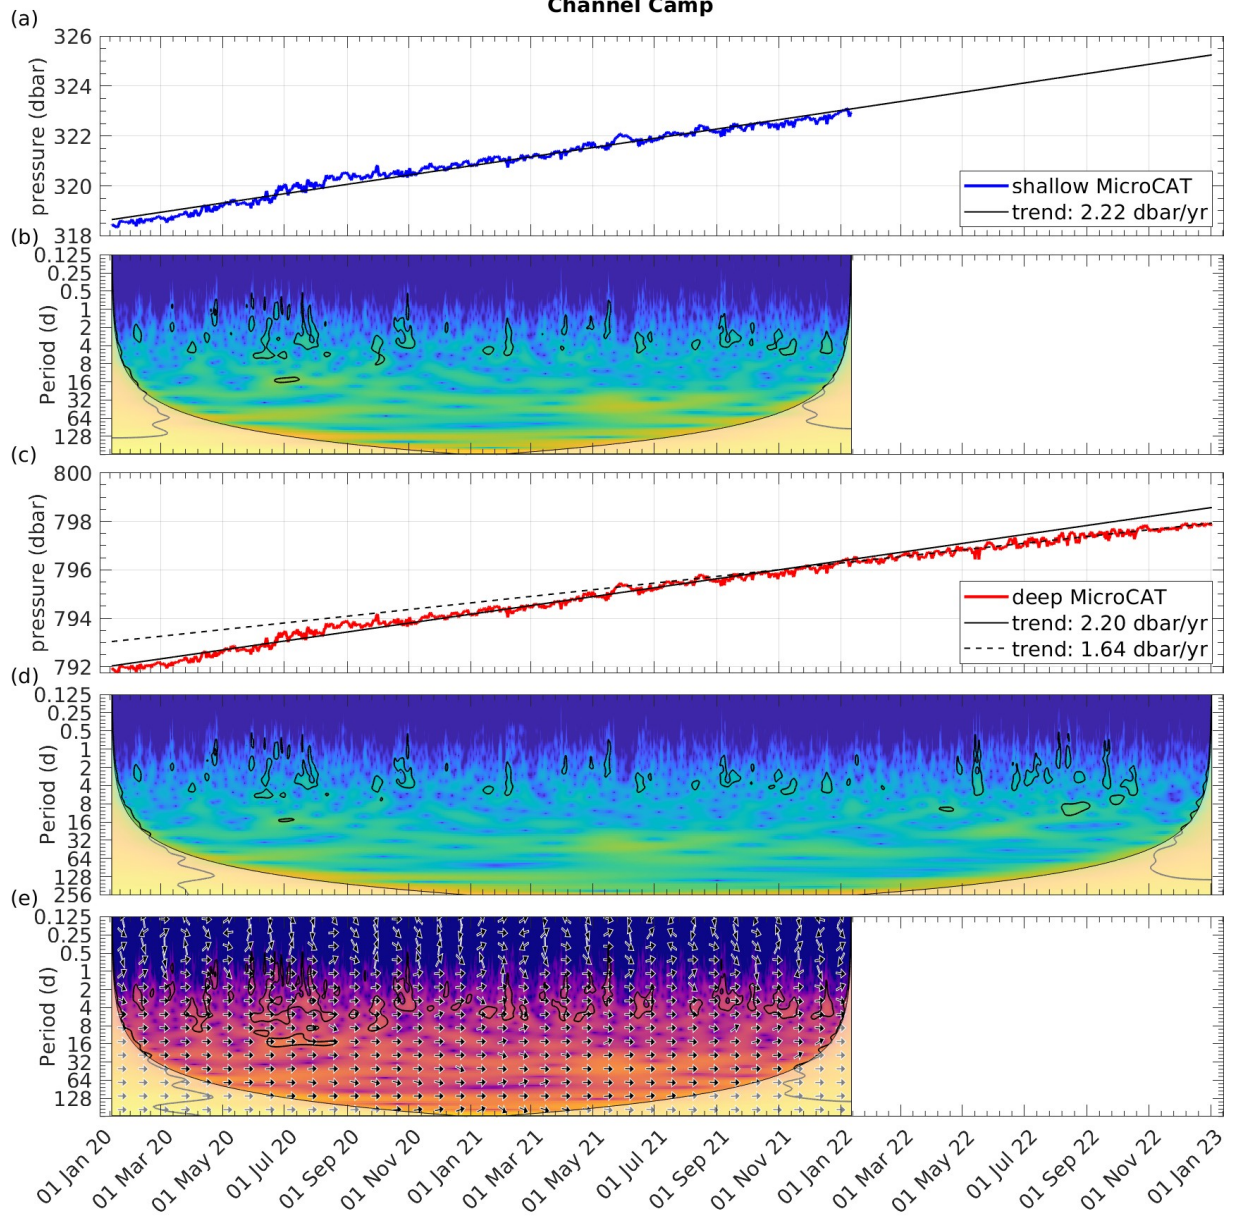 Channel Camp
(a)
326
324
322
320
318
pressure (dbar)
shallow MicroCAT
trend: 2.22 dbar/yr
(b)
0.125
0.25
0.5
1
2
4
8
16
32
64
128
Period (d)
(c)
800
798
796
794
792
pressure (dbar)
deep MicroCAT
trend: 2.20 dbar/yr
trend: 1.64 dbar/yr
(d)
0.125
0.25
0.5
1
2
4
8
16
32
64
128
256
Period (d)
(e)
0.125
0.25
0.5
1
2
4
8
16
32
64
128
Period (d)
01 Jan 20
01 Mar 20
01 May 20
01 Jul 20
01 Sep 20
01 Nov 20
01 Jan 21
01 Mar 21
01 May 21
01 Jul 21
01 Sep 21
01 Nov 21
01 Jan 22
01 Mar 22
01 May 22
01 Jul 22
01 Sep 22
01 Nov 22
01 Jan 23